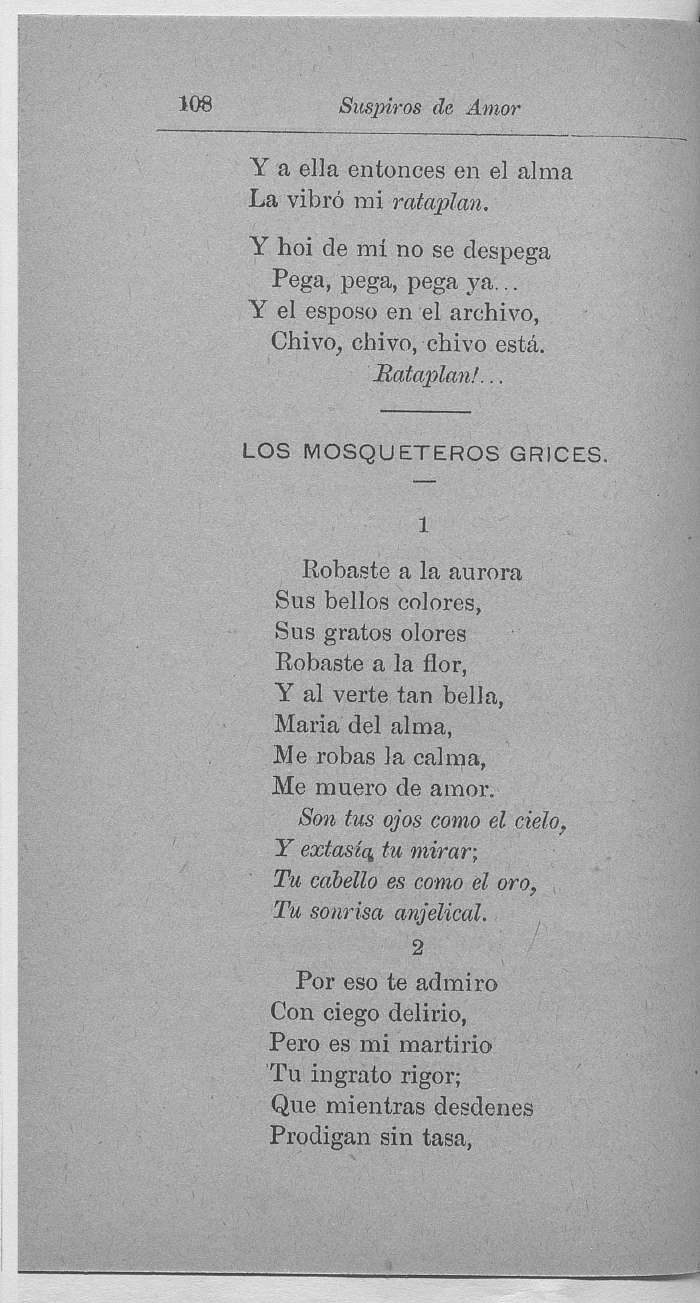 108 Suspiros de Amor
Y a ella entonces en el alma
La vibró mi rataplan.
Y hoi de mí no se despega
Pega, pega, pega ya...
Y el esposo en el archivo,
Chivo, chivo, chivo está.
Rataplan!...
LOS MOSQUETEROS GRICES.
1
Robaste a la aurora
Sus bellos colores,
Sus gratos olores
Robaste a la flor,
Y al verte tan bella,
Maria del alma,
Me robas la calma,
Me muero de amor.
Son tus ojos como el cielo,
Y extasía tu mirar;
Tu cabello es como el oro,
Tu sonrisa anjelical.
2
Por eso te admiro
Con ciego delirio,
Pero es mi martirio
Tu ingrato rigor;
Que mientras desdenes
Prodigan sin tasa,